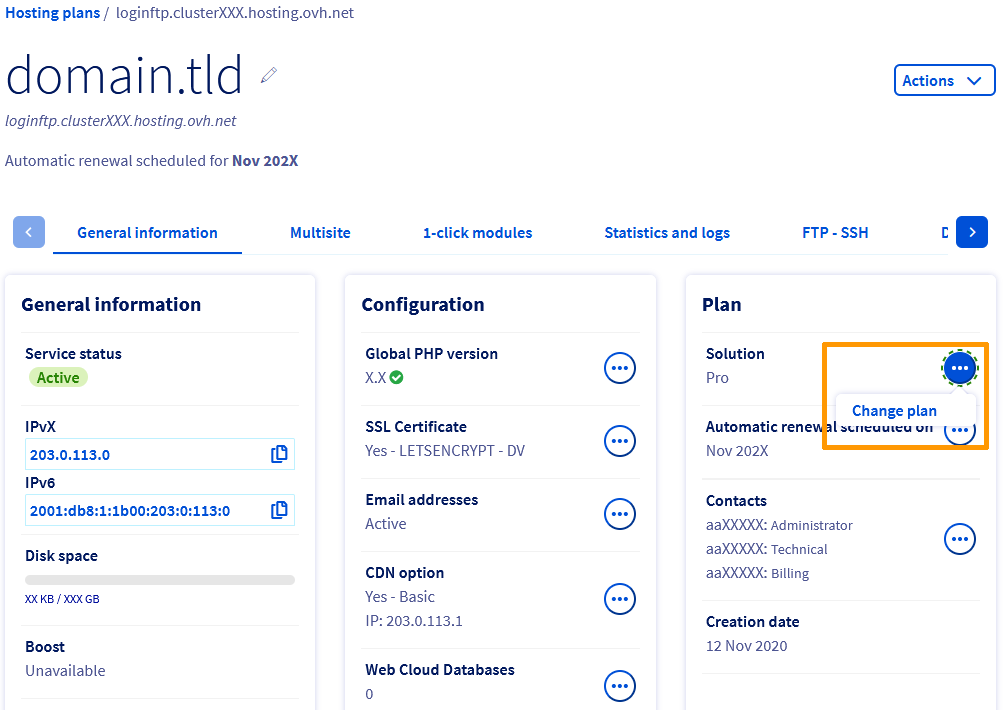 Hosting plans / loginftp.clusterXXX.hosting.ovh.net
domain.tld
Actions
loginftp.clusterXXX.hosting.ovh.net
Automatic renewal scheduled for Nov 202X
General information
Multisite
1-click modules
Statistics and logs
FTP - SSH
D
General information
Service status
Active
IPvX
203.0.113.0
IPv6
2001:db8:1:1b00:203:0:113:0
Disk space
XX KB / XXX GB
Boost
Unavailable
Configuration
Global PHP version
X.X
SSL Certificate
Yes - LETSENCRYPT - DV
Email addresses
Active
CDN option
Yes - Basic
IP: 203.0.113.1
Web Cloud Databases
0
Plan
Solution
Pro
Change plan
Automatic renewal scheduled on
Nov 202X
Contacts
aaXXXXX: Administrator
aaXXXXX: Technical
aaXXXXX: Billing
Creation date
12 Nov 2020